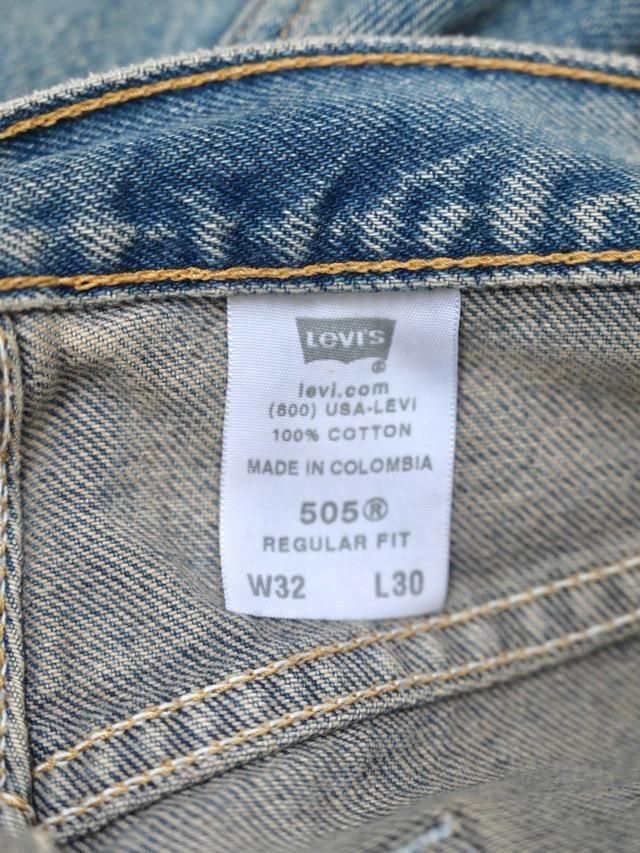 LEVI'S
®
levi.com
(800) USA-LEVI
100% COTTON
MADE IN COLOMBIA
505®
REGULAR FIT
W32 L30